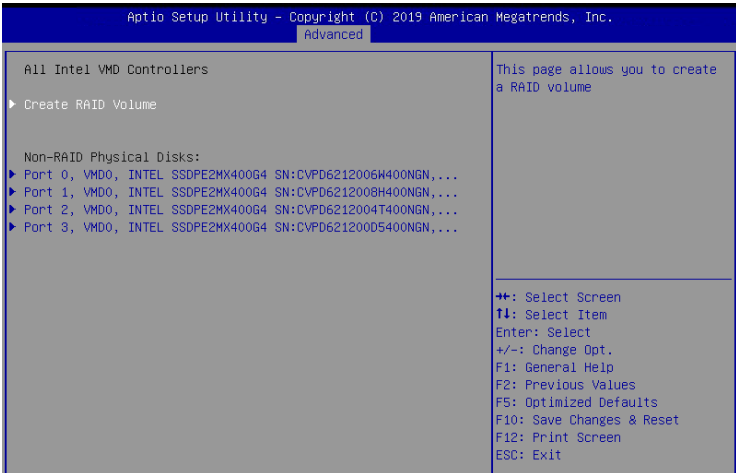 Aptio Setup Utility – Copyright (C) 2019 American Megatrends, Inc.
Advanced
All Intel VMD Controllers
Create RAID Volume
Non-RAID Physical Disks:
Port 0, VMD0, INTEL SSDPE2MX400G4 SN:CVPD6212006W400NGN,...
Port 1, VMD0, INTEL SSDPE2MX400G4 SN:CVPD6212008H400NGN,...
Port 2, VMD0, INTEL SSDPE2MX400G4 SN:CVPD6212004T400NGN,...
Port 3, VMD0, INTEL SSDPE2MX400G4 SN:CVPD621200D5400NGN,...
This page allows you to create
a RAID volume
→←: Select Screen
↑↓: Select Item
Enter: Select
+/-: Change Opt.
F1: General Help
F2: Previous Values
F5: Optimized Defaults
F10: Save Changes & Reset
F12: Print Screen
ESC: Exit